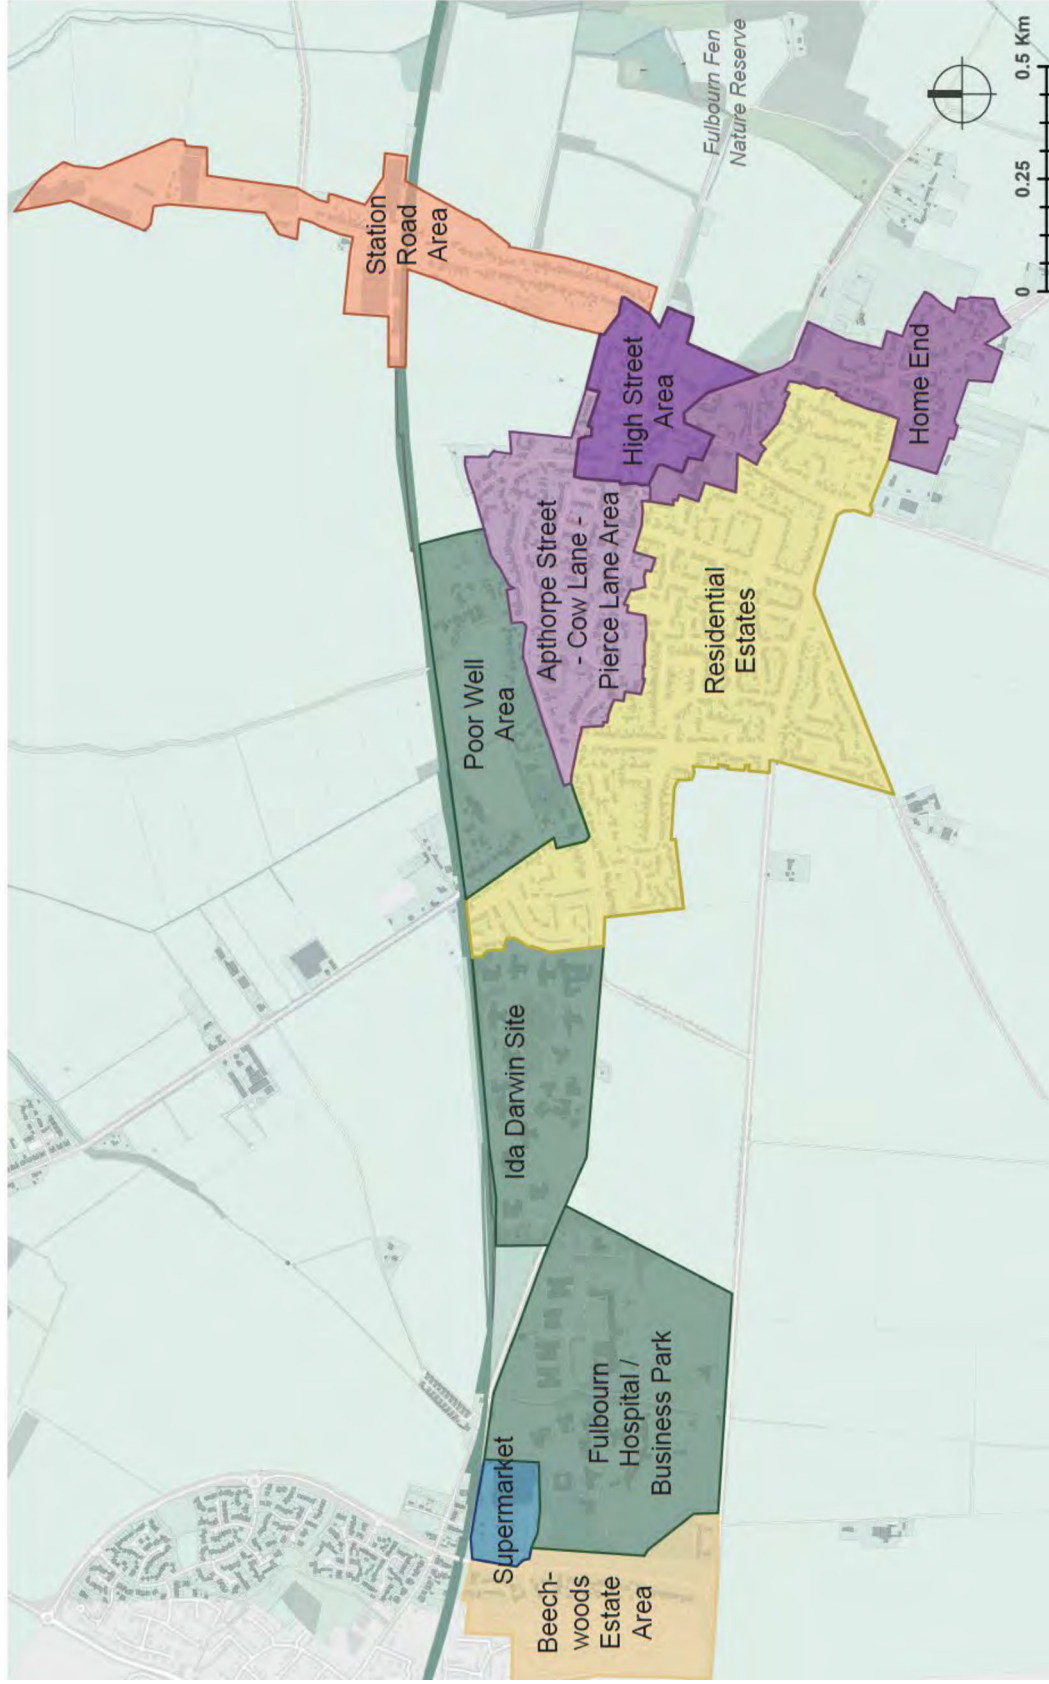 Supermarket
Beech-
woods
Estate
Area
Fulbourn
Hospital /
Business Park
Ida Darwin Site
Poor Well
Area
Apthorpe Street
- Cow Lane -
Pierce Lane Area
Residential
Estates
High Street
Area
Home End
Station
Road
Area
Fulbourn Fen
Nature Reserve
0 0.25 0.5 Km